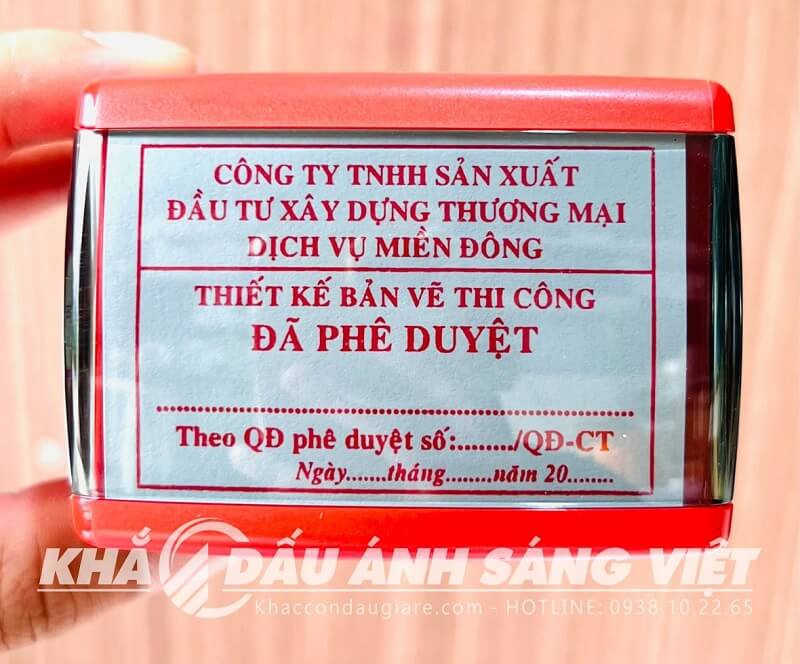 CÔNG TY TNHH SẢN XUẤT
ĐẦU TƯ XÂY DỰNG THƯƠNG MẠI
DỊCH VỤ MIỀN ĐÔNG
THIẾT KẾ BẢN VẼ THI CÔNG
ĐÃ PHÊ DUYỆT
Theo QĐ phê duyệt số:........./QĐ-CT
Ngày.......tháng........năm 20........
KHẮC DẤU ÁNH SÁNG VIỆT
Khaccondaugiare.com - HOTLINE: 0938.10.22.65